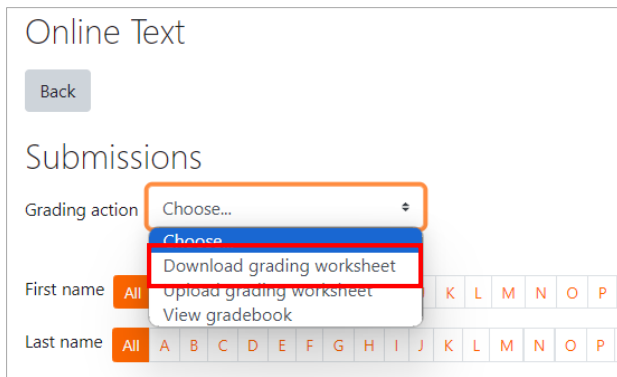 Online Text
Back
Submissions
Grading action Choose...
Choose...
Download grading worksheet
Upload grading worksheet
View gradebook
First name All K L M N O P
Last name All A B C D E F G H I J K L M N O P